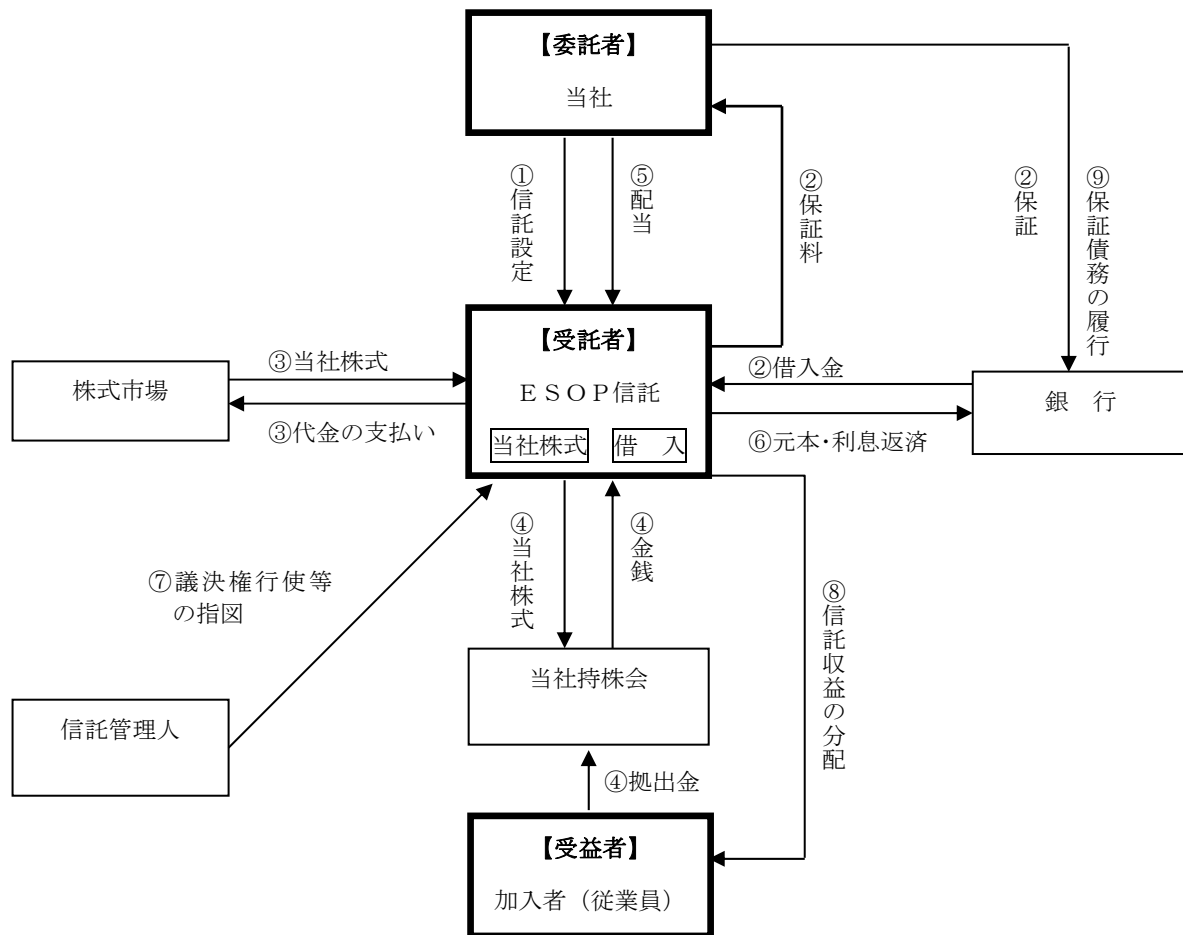 【委託者】
当社
①信託設定
⑤配当
②保証料
②保証
⑨保証債務の履行
株式市場
③当社株式
③代金の支払い
【受託者】
ESOP信託
当社株式
借 入
②借入金
⑥元本・利息返済
銀 行
④当社株式
④金銭
⑦議決権行使等
の指図
⑧信託収益の分配
当社持株会
信託管理人
④拠出金
【受益者】
加入者（従業員）